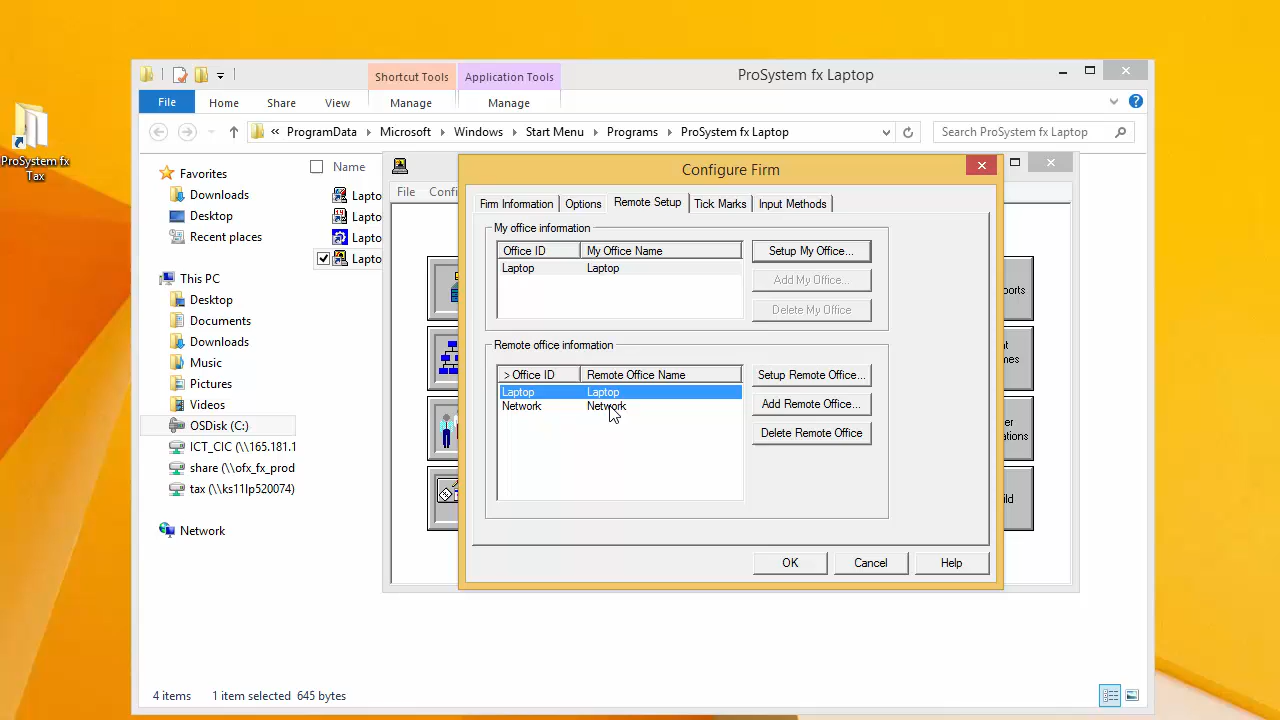 Shortcut Tools
Application Tools
ProSystem fx Laptop
File
Home
Share
View
Manage
Manage
«
ProgramData
Microsoft
Windows
Start Menu
Programs
ProSystem fx Laptop
Search ProSystem fx Laptop
ProSystem fx
Tax
Favorites
Downloads
Desktop
Recent places
This PC
Desktop
Documents
Downloads
Music
Pictures
Videos
OSDisk (C:)
ICT_CIC (\\165.181.1
share (\\ofx_fx_prod
tax (\\ks11lp520074)
Network
Name
Lapto
Lapto
Lapto
Lapto
File
Confi
Configure Firm
Firm Information
Options
Remote Setup
Tick Marks
Input Methods
My office information
Office ID
My Office Name
Laptop
Laptop
Setup My Office...
Add My Office...
Delete My Office
Remote office information
> Office ID
Remote Office Name
Laptop
Laptop
Network
Network
Setup Remote Office...
Add Remote Office...
Delete Remote Office
OK
Cancel
Help
4 items
1 item selected 645 bytes